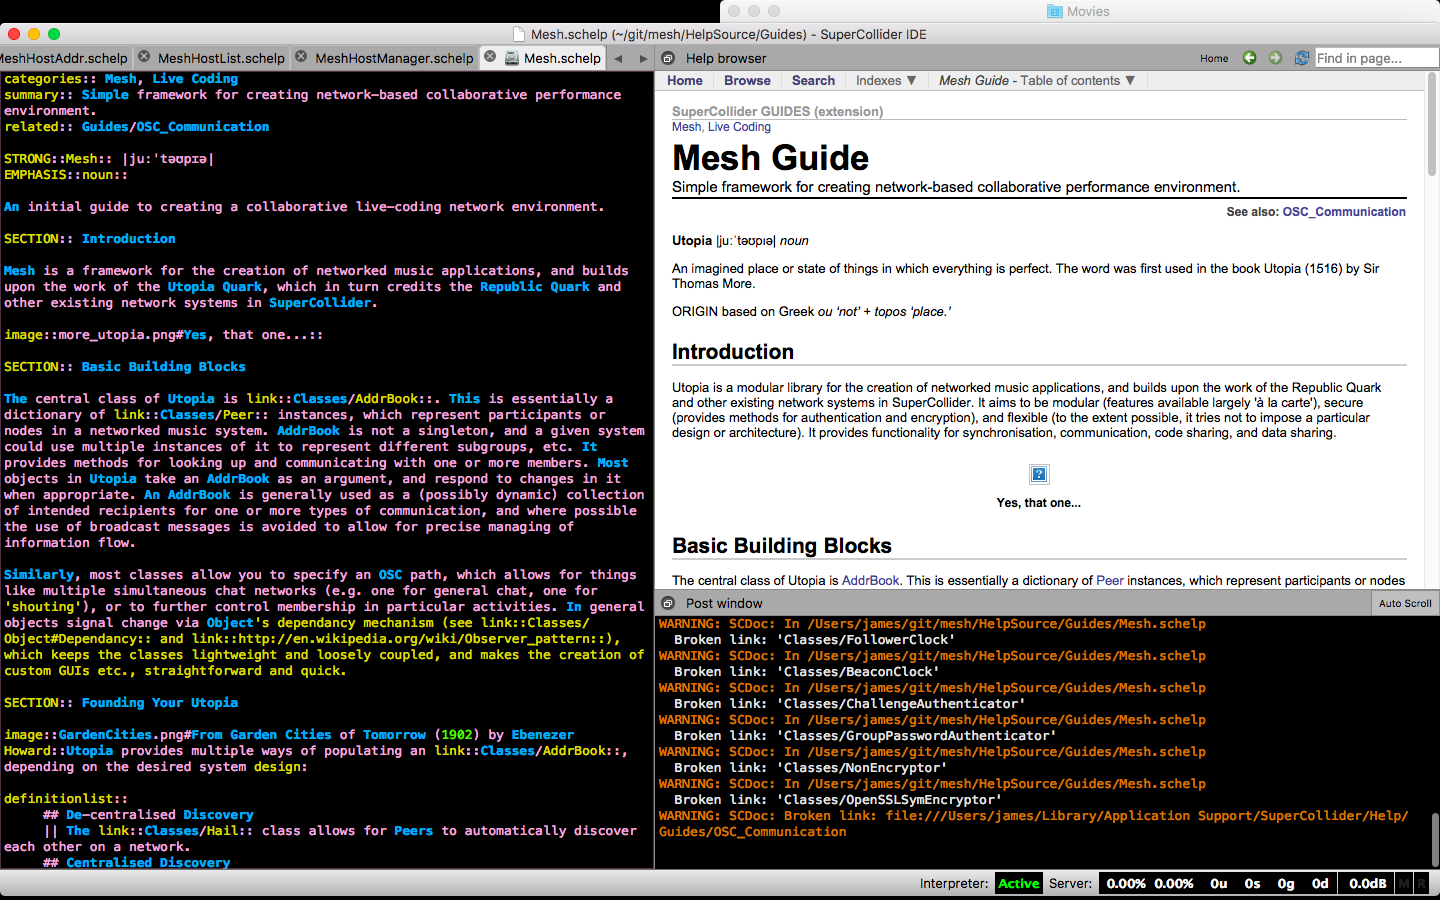 Movies
Mesh.schelp (~/git/mesh/HelpSource/Guides) - SuperCollider IDE
MeshHostAddr.schelp
MeshHostList.schelp
MeshHostManager.schelp
Mesh.schelp
categories:: Mesh, Live Coding
summary:: Simple framework for creating network-based collaborative performance
environment.
related:: Guides/OSC_Communication
STRONG::Mesh:: |juːˈtəʊpɪə|
EMPHASIS::noun::
An initial guide to creating a collaborative live-coding network environment.
SECTION:: Introduction
Mesh is a framework for the creation of networked music applications, and builds
upon the work of the Utopia Quark, which in turn credits the Republic Quark and
other existing network systems in SuperCollider.
image::more_utopia.png#Yes, that one...::
SECTION:: Basic Building Blocks
The central class of Utopia is link::Classes/AddrBook::. This is essentially a
dictionary of link::Classes/Peer:: instances, which represent participants or
nodes in a networked music system. AddrBook is not a singleton, and a given system
could use multiple instances of it to represent different subgroups, etc. It
provides methods for looking up and communicating with one or more members. Most
objects in Utopia take an AddrBook as an argument, and respond to changes in it
when appropriate. An AddrBook is generally used as a (possibly dynamic) collection
of intended recipients for one or more types of communication, and where possible
the use of broadcast messages is avoided to allow for precise managing of
information flow.
Similarly, most classes allow you to specify an OSC path, which allows for things
like multiple simultaneous chat networks (e.g. one for general chat, one for
'shouting'), or to further control membership in particular activities. In general
objects signal change via Object's dependency mechanism (see link::Classes/
Object#Dependency:: and link::http://en.wikipedia.org/wiki/Observer_pattern::),
which keeps the classes lightweight and loosely coupled, and makes the creation of
custom GUIs etc., straightforward and quick.
SECTION:: Founding Your Utopia
image::GardenCities.png#From Garden Cities of Tomorrow (1902) by Ebenezer
Howard::Utopia provides multiple ways of populating an link::Classes/AddrBook::,
depending on the desired system design:
definitionlist::
## De-centralised Discovery
|| The link::Classes/Hail:: class allows for Peers to automatically discover
each other on a network.
## Centralised Discovery
Help browser
Home
Find in page...
Home Browse Search Indexes ▼ Mesh Guide - Table of contents ▼
SuperCollider GUIDES (extension)
Mesh, Live Coding
Mesh Guide
Simple framework for creating network-based collaborative performance environment.
See also: OSC_Communication
Utopia |juːˈtəʊpɪə| noun
An imagined place or state of things in which everything is perfect. The word was first used in the book Utopia (1516) by Sir
Thomas More.
ORIGIN based on Greek ou ‘not’ + topos ‘place.’
Introduction
Utopia is a modular library for the creation of networked music applications, and builds upon the work of the Republic Quark
and other existing network systems in SuperCollider. It aims to be modular (features available largely 'à la carte'), secure
(provides methods for authentication and encryption), and flexible (to the extent possible, it tries not to impose a particular
design or architecture). It provides functionality for synchronisation, communication, code sharing, and data sharing.
Yes, that one...
Basic Building Blocks
The central class of Utopia is AddrBook. This is essentially a dictionary of Peer instances, which represent participants or nodes
Post window
Auto Scroll
WARNING: SCDoc: In /Users/james/git/mesh/HelpSource/Guides/Mesh.schelp
Broken link: 'Classes/FollowerClock'
WARNING: SCDoc: In /Users/james/git/mesh/HelpSource/Guides/Mesh.schelp
Broken link: 'Classes/BeaconClock'
WARNING: SCDoc: In /Users/james/git/mesh/HelpSource/Guides/Mesh.schelp
Broken link: 'Classes/ChallengeAuthenticator'
WARNING: SCDoc: In /Users/james/git/mesh/HelpSource/Guides/Mesh.schelp
Broken link: 'Classes/GroupPasswordAuthenticator'
WARNING: SCDoc: In /Users/james/git/mesh/HelpSource/Guides/Mesh.schelp
Broken link: 'Classes/NonEncryptor'
WARNING: SCDoc: In /Users/james/git/mesh/HelpSource/Guides/Mesh.schelp
Broken link: 'Classes/OpenSSLSymEncryptor'
WARNING: SCDoc: Broken link: file:///Users/james/Library/Application Support/SuperCollider/Help/
Guides/OSC_Communication
Interpreter: Active Server: 0.00% 0.00% 0u 0s 0g 0d 0.0dB M R